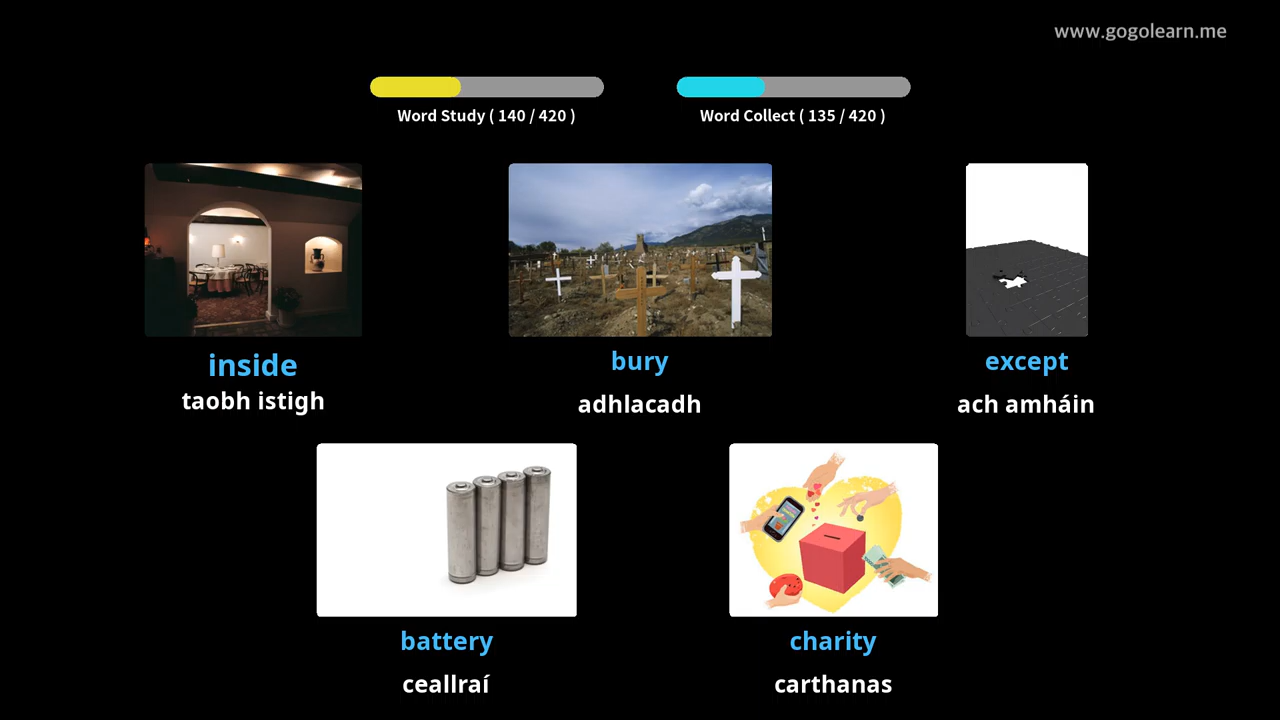 www.gogolearn.me
Word Study ( 140 / 420 )
Word Collect ( 135 / 420 )
inside
taobh istigh
bury
adhlacadh
except
ach amháin
battery
ceallraí
charity
carthanas